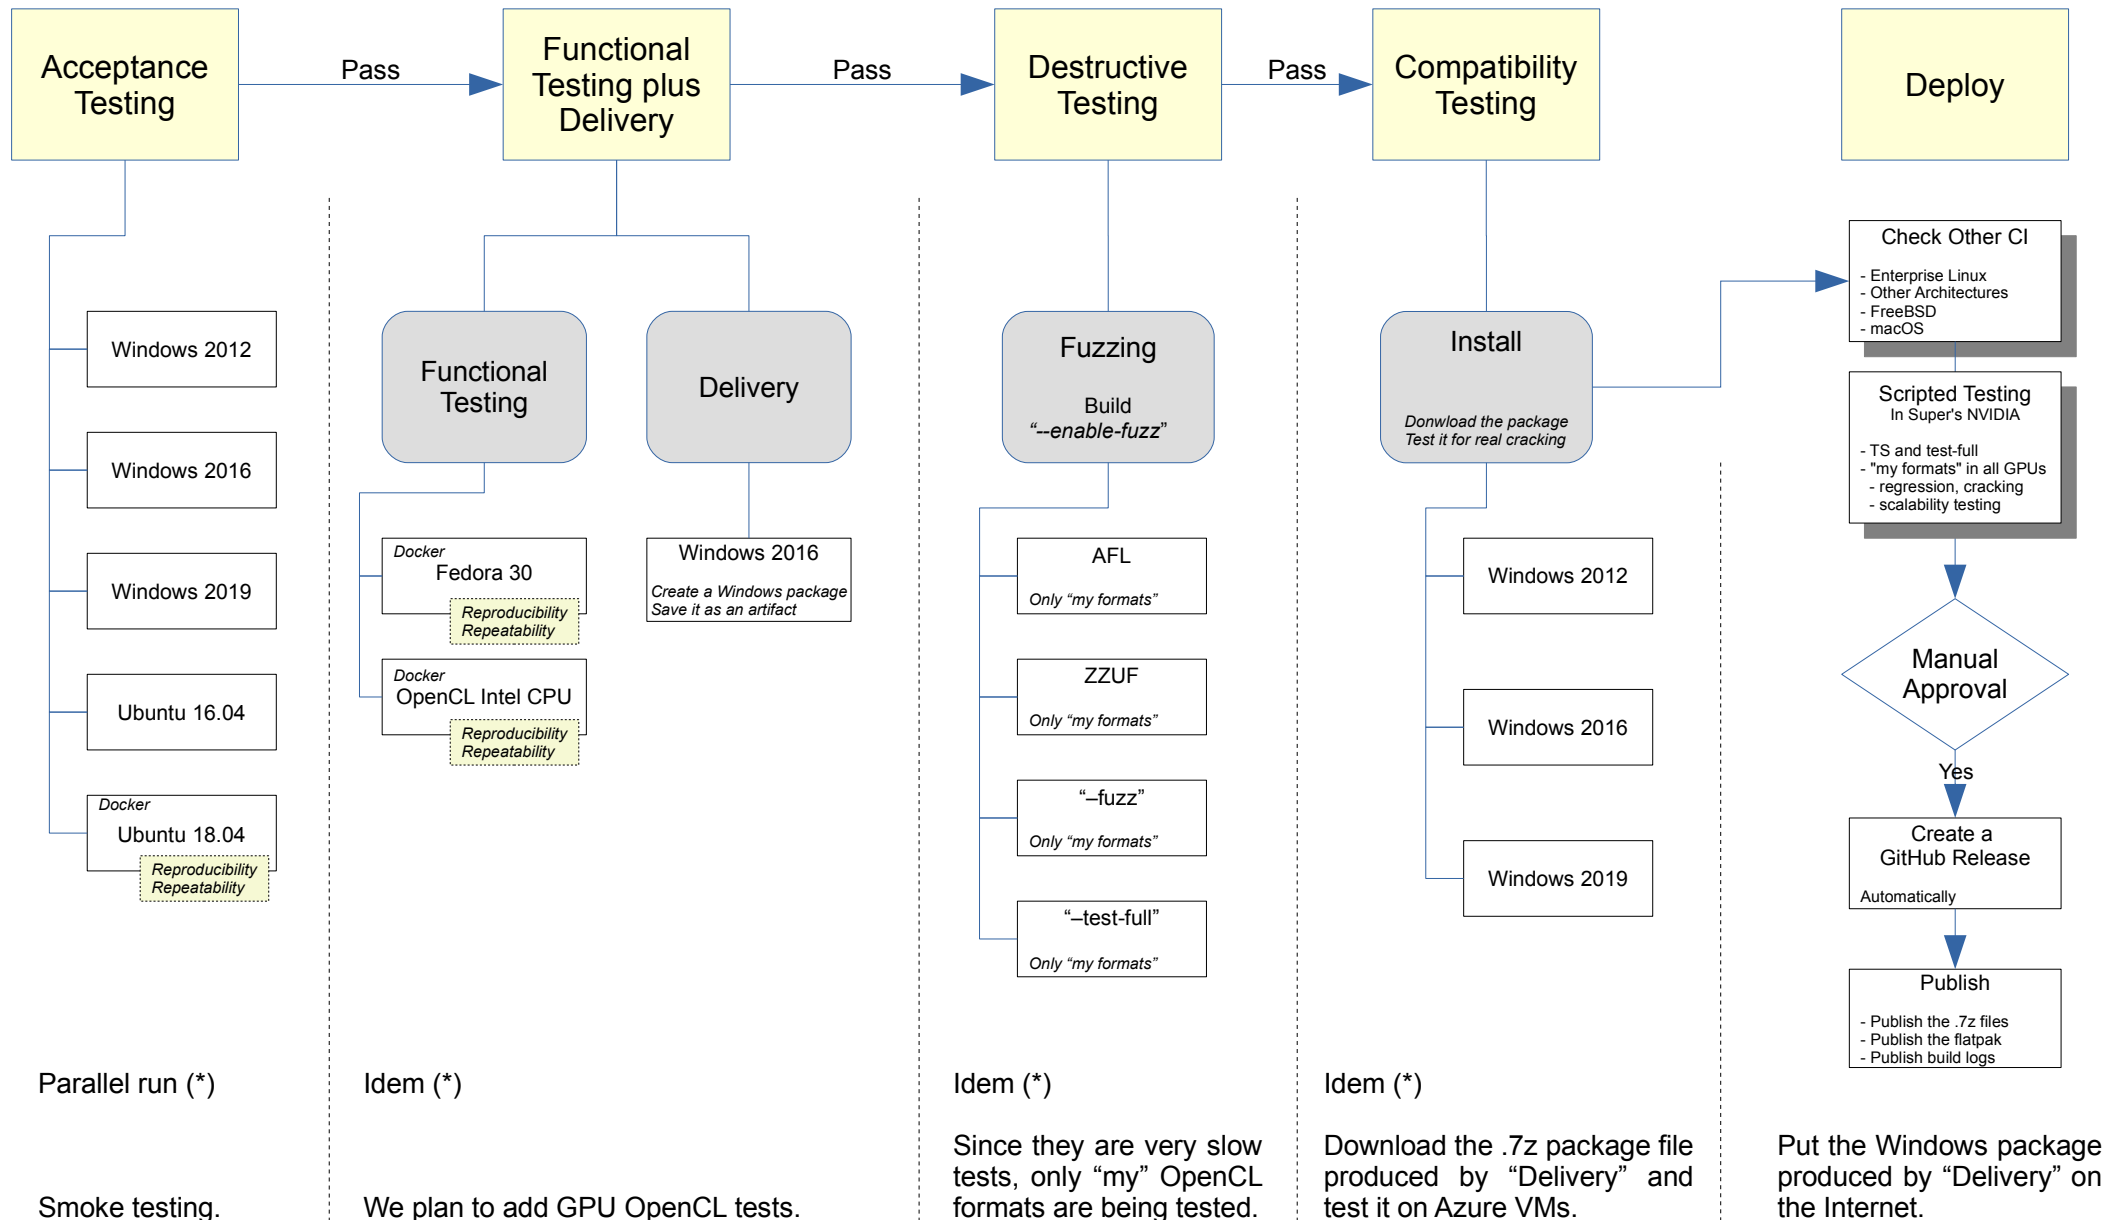 Acceptance
Testing
Pass
Functional
Testing plus
Delivery
Pass
Destructive
Testing
Pass
Compatibility
Testing
Deploy
Windows 2012
Windows 2016
Windows 2019
Ubuntu 16.04
Docker
Ubuntu 18.04
Reproducibility
Repeatability
Functional
Testing
Docker
Fedora 30
Reproducibility
Repeatability
Docker
OpenCL Intel CPU
Reproducibility
Repeatability
Delivery
Windows 2016
Create a Windows package
Save it as an artifact
Fuzzing
Build
“--enable-fuzz”
AFL
Only “my formats”
ZZUF
Only “my formats”
“–fuzz”
Only “my formats”
“–test-full”
Only “my formats”
Install
Donwload the package
Test it for real cracking
Windows 2012
Windows 2016
Windows 2019
Check Other CI
- Enterprise Linux
- Other Architectures
- FreeBSD
- macOS
Scripted Testing
In Super's NVIDIA
- TS and test-full
- "my formats" in all GPUs
- regression, cracking
- scalability testing
Manual
Approval
Yes
Create a
GitHub Release
Automatically
Publish
- Publish the .7z files
- Publish the flatpak
- Publish build logs
Parallel run (*)
Smoke testing.
Idem (*)
We plan to add GPU OpenCL tests.
Idem (*)
Since they are very slow
tests, only “my” OpenCL
formats are being tested.
Idem (*)
Download the .7z package file
produced by “Delivery” and
test it on Azure VMs.
Put the Windows package
produced by “Delivery” on
the Internet.